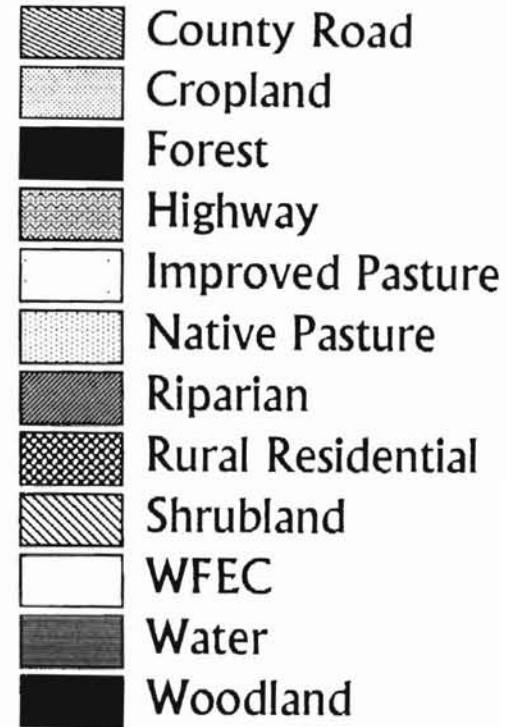 County Road
Cropland
Forest
Highway
Improved Pasture
Native Pasture
Riparian
Rural Residential
Shrubland
WFEC
Water
Woodland